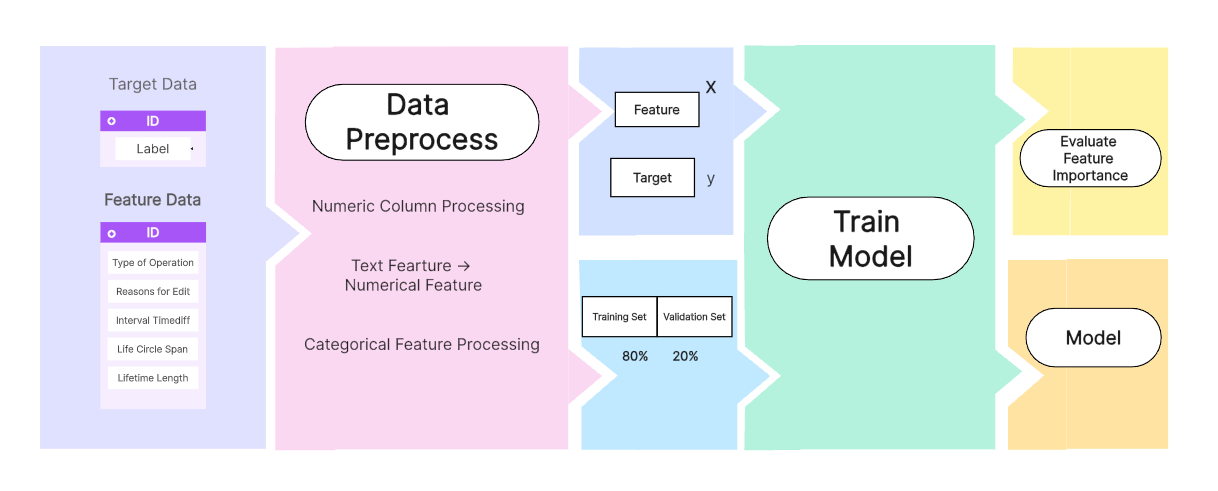 Target Data
ID
Label
Feature Data
ID
Type of Operation
Reasons for Edit
Interval Timediff
Life Circle Span
Lifetime Length
Data
Preprocess
Numeric Column Processing
Text Fearture →
Numerical Feature
Categorical Feature Processing
X
Feature
Target
y
Training Set
Validation Set
80%
20%
Train
Model
Evaluate
Feature
Importance
Model